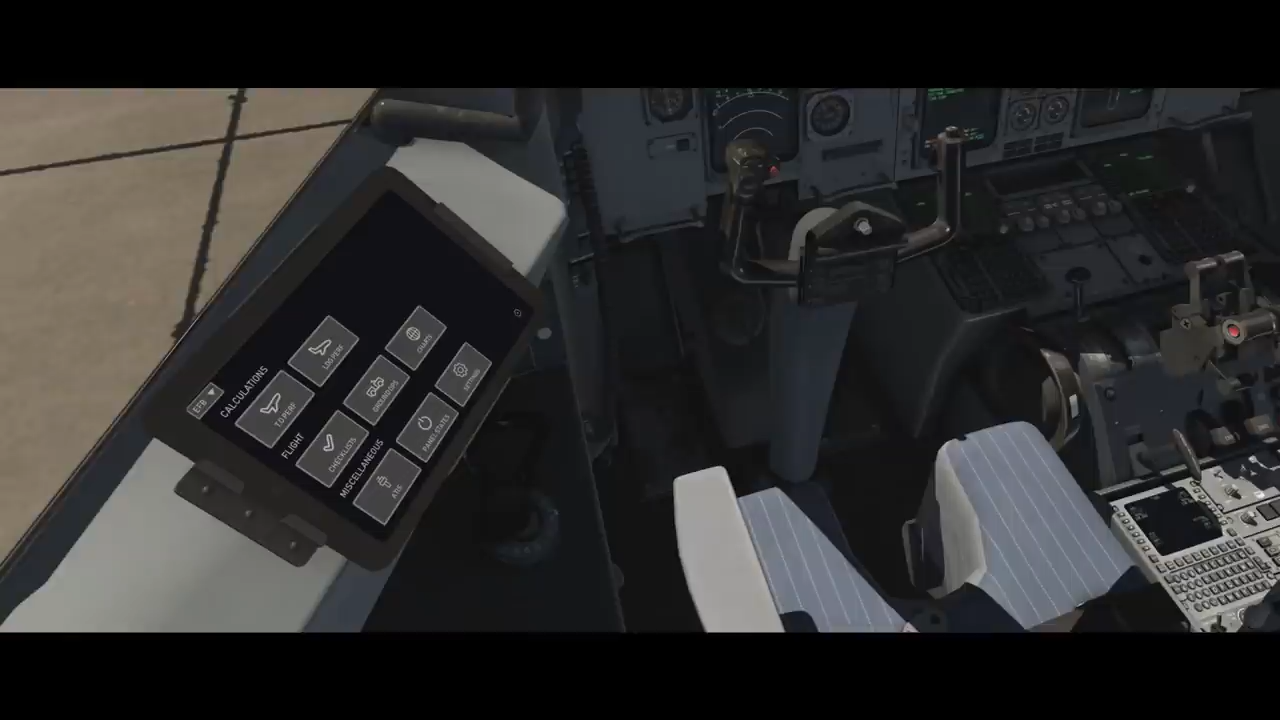 EFB
CALCULATIONS
T.O PERF
LDG PERF
FLIGHT
CHECKLISTS
GROUND OPS
CHARTS
MISCELLANEOUS
ATIS
PANEL STATES
SETTINGS